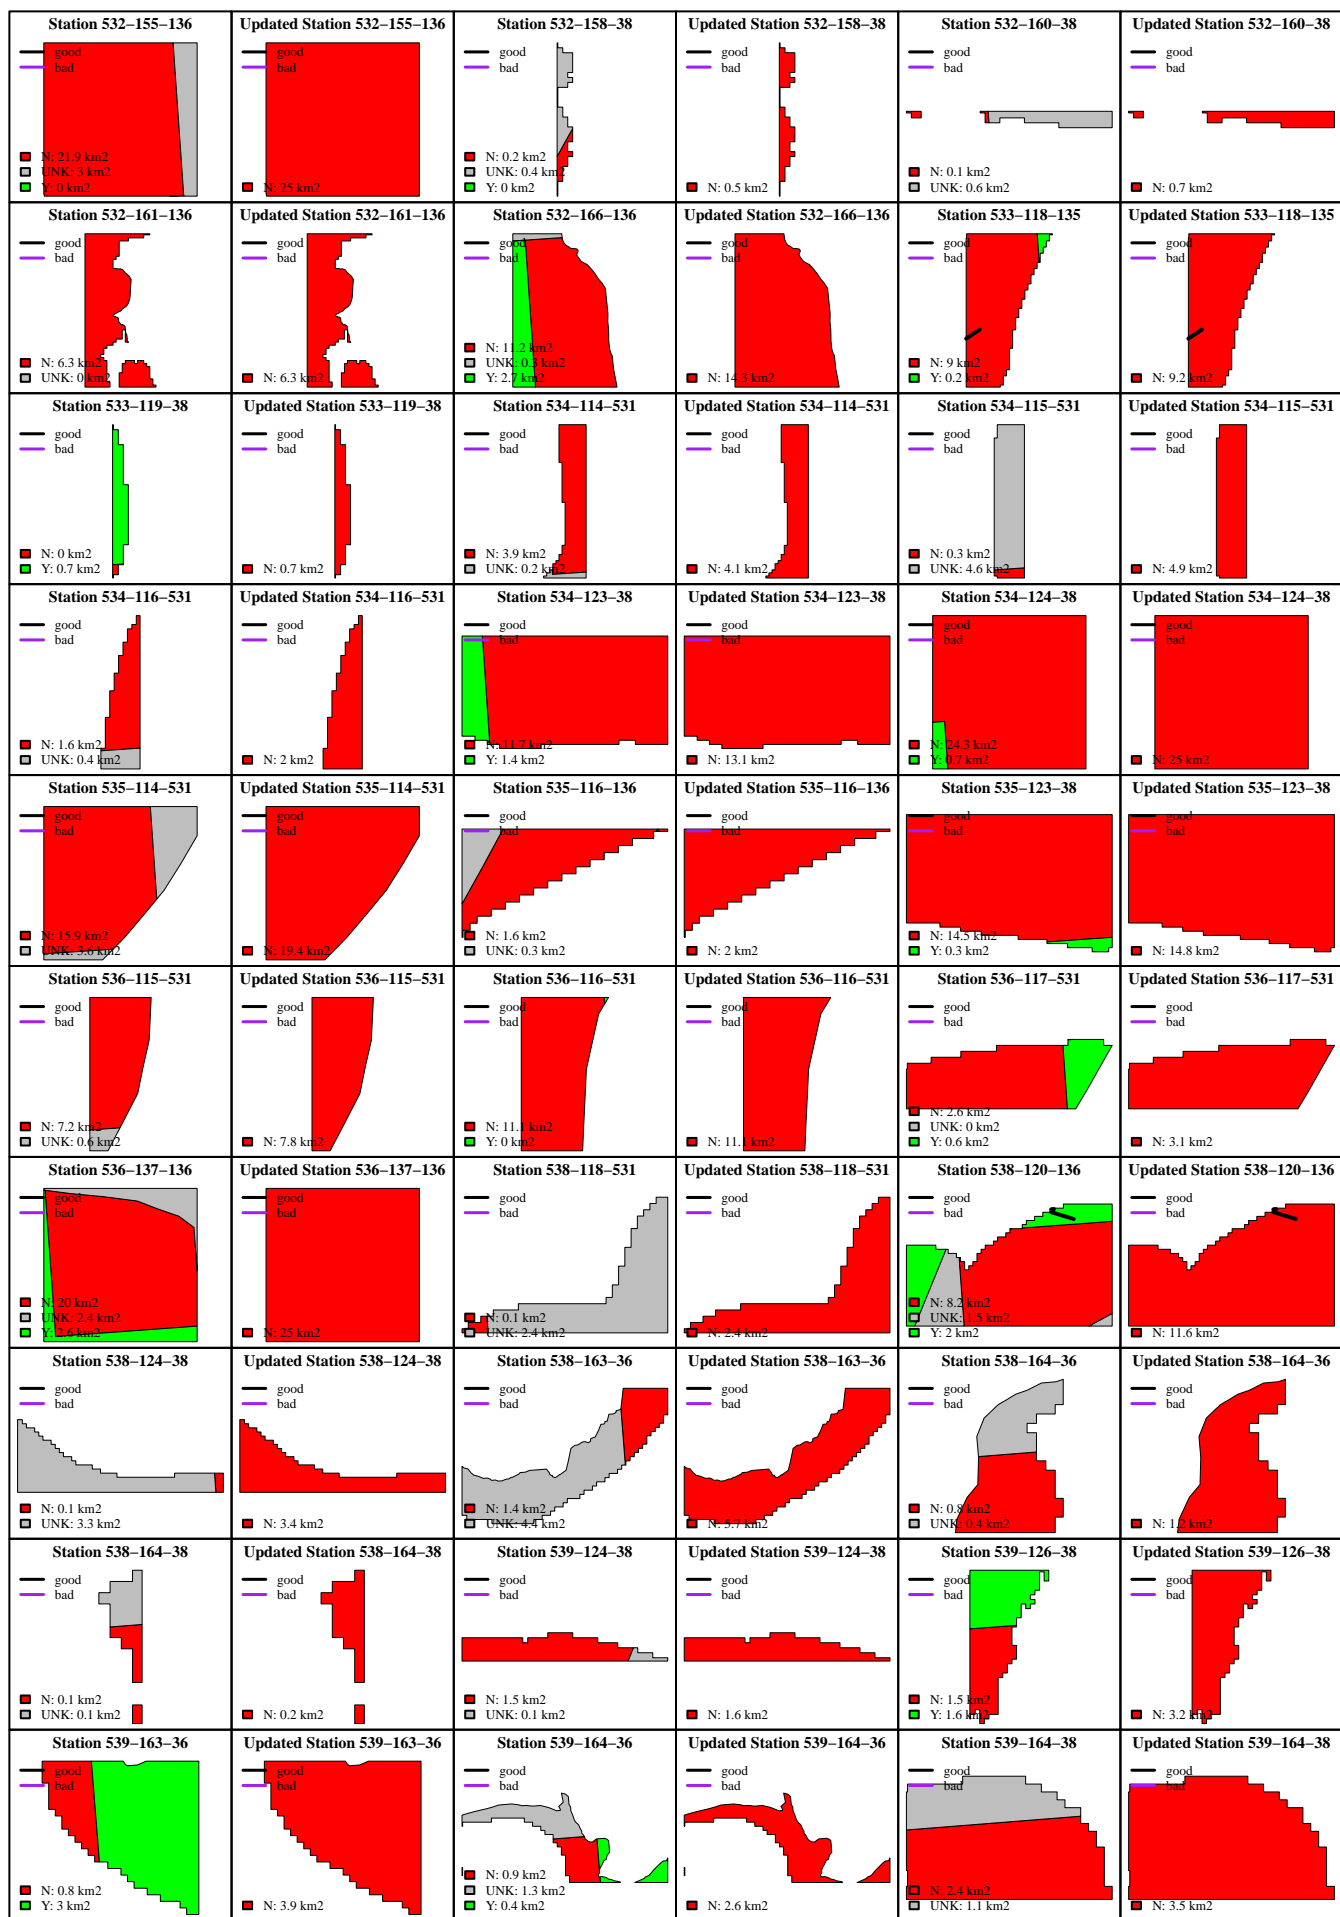 Station 532−155−136
good
bad
N: 21.9 km2
UNK: 3 km2
Y: 0 km2
Updated Station 532−155−136
good
bad
N: 25 km2
Station 532−158−38
good
bad
N: 0.2 km2
UNK: 0.4 km2
Y: 0 km2
Updated Station 532−158−38
good
bad
N: 0.5 km2
Station 532−160−38
good
bad
N: 0.1 km2
UNK: 0.6 km2
Updated Station 532−160−38
good
bad
N: 0.7 km2
Station 532−161−136
good
bad
N: 6.3 km2
UNK: 0 km2
Updated Station 532−161−136
good
bad
N: 6.3 km2
Station 532−166−136
good
bad
N: 11.2 km2
UNK: 0.3 km2
Y: 2.7 km2
Updated Station 532−166−136
good
bad
N: 14.3 km2
Station 533−118−135
good
bad
N: 9 km2
Y: 0.2 km2
Updated Station 533−118−135
good
bad
N: 9.2 km2
Station 533−119−38
good
bad
N: 0 km2
Y: 0.7 km2
Updated Station 533−119−38
good
bad
N: 0.7 km2
Station 534−114−531
good
bad
N: 3.9 km2
UNK: 0.2 km2
Updated Station 534−114−531
good
bad
N: 4.1 km2
Station 534−115−531
good
bad
N: 0.3 km2
UNK: 4.6 km2
Updated Station 534−115−531
good
bad
N: 4.9 km2
Station 534−116−531
good
bad
N: 1.6 km2
UNK: 0.4 km2
Updated Station 534−116−531
good
bad
N: 2 km2
Station 534−123−38
good
bad
N: 11.7 km2
Y: 1.4 km2
Updated Station 534−123−38
good
bad
N: 13.1 km2
Station 534−124−38
good
bad
N: 24.3 km2
Y: 0.7 km2
Updated Station 534−124−38
good
bad
N: 25 km2
Station 535−114−531
good
bad
N: 15.9 km2
UNK: 3.6 km2
Updated Station 535−114−531
good
bad
N: 19.4 km2
Station 535−116−136
good
bad
N: 1.6 km2
UNK: 0.3 km2
Updated Station 535−116−136
good
bad
N: 2 km2
Station 535−123−38
good
bad
N: 14.5 km2
Y: 0.3 km2
Updated Station 535−123−38
good
bad
N: 14.8 km2
Station 536−115−531
good
bad
N: 7.2 km2
UNK: 0.6 km2
Updated Station 536−115−531
good
bad
N: 7.8 km2
Station 536−116−531
good
bad
N: 11.1 km2
Y: 0 km2
Updated Station 536−116−531
good
bad
N: 11.1 km2
Station 536−117−531
good
bad
N: 2.6 km2
UNK: 0 km2
Y: 0.6 km2
Updated Station 536−117−531
good
bad
N: 3.1 km2
Station 536−137−136
good
bad
N: 20 km2
UNK: 2.4 km2
Y: 2.6 km2
Updated Station 536−137−136
good
bad
N: 25 km2
Station 538−118−531
good
bad
N: 0.1 km2
UNK: 2.4 km2
Updated Station 538−118−531
good
bad
N: 2.4 km2
Station 538−120−136
good
bad
N: 8.2 km2
UNK: 1.5 km2
Y: 2 km2
Updated Station 538−120−136
good
bad
N: 11.6 km2
Station 538−124−38
good
bad
N: 0.1 km2
UNK: 3.3 km2
Updated Station 538−124−38
good
bad
N: 3.4 km2
Station 538−163−36
good
bad
N: 1.4 km2
UNK: 4.4 km2
Updated Station 538−163−36
good
bad
N: 5.7 km2
Station 538−164−36
good
bad
N: 0.8 km2
UNK: 0.4 km2
Updated Station 538−164−36
good
bad
N: 1.2 km2
Station 538−164−38
good
bad
N: 0.1 km2
UNK: 0.1 km2
Updated Station 538−164−38
good
bad
N: 0.2 km2
Station 539−124−38
good
bad
N: 1.5 km2
UNK: 0.1 km2
Updated Station 539−124−38
good
bad
N: 1.6 km2
Station 539−126−38
good
bad
N: 1.5 km2
Y: 1.6 km2
Updated Station 539−126−38
good
bad
N: 3.2 km2
Station 539−163−36
good
bad
N: 0.8 km2
Y: 3 km2
Updated Station 539−163−36
good
bad
N: 3.9 km2
Station 539−164−36
good
bad
N: 0.9 km2
UNK: 1.3 km2
Y: 0.4 km2
Updated Station 539−164−36
good
bad
N: 2.6 km2
Station 539−164−38
good
bad
N: 2.4 km2
UNK: 1.1 km2
Updated Station 539−164−38
good
bad
N: 3.5 km2